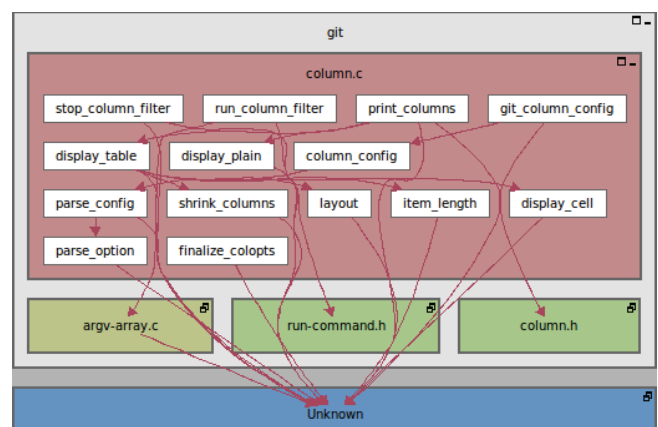 git
column.c
stop_column_filter run_column_filter print_columns git_column_config
display_table display_plain column_config
parse_config shrink_columns layout item_length display_cell
parse_option finalize_colopts
argv-array.c run-command.h column.h
Unknown